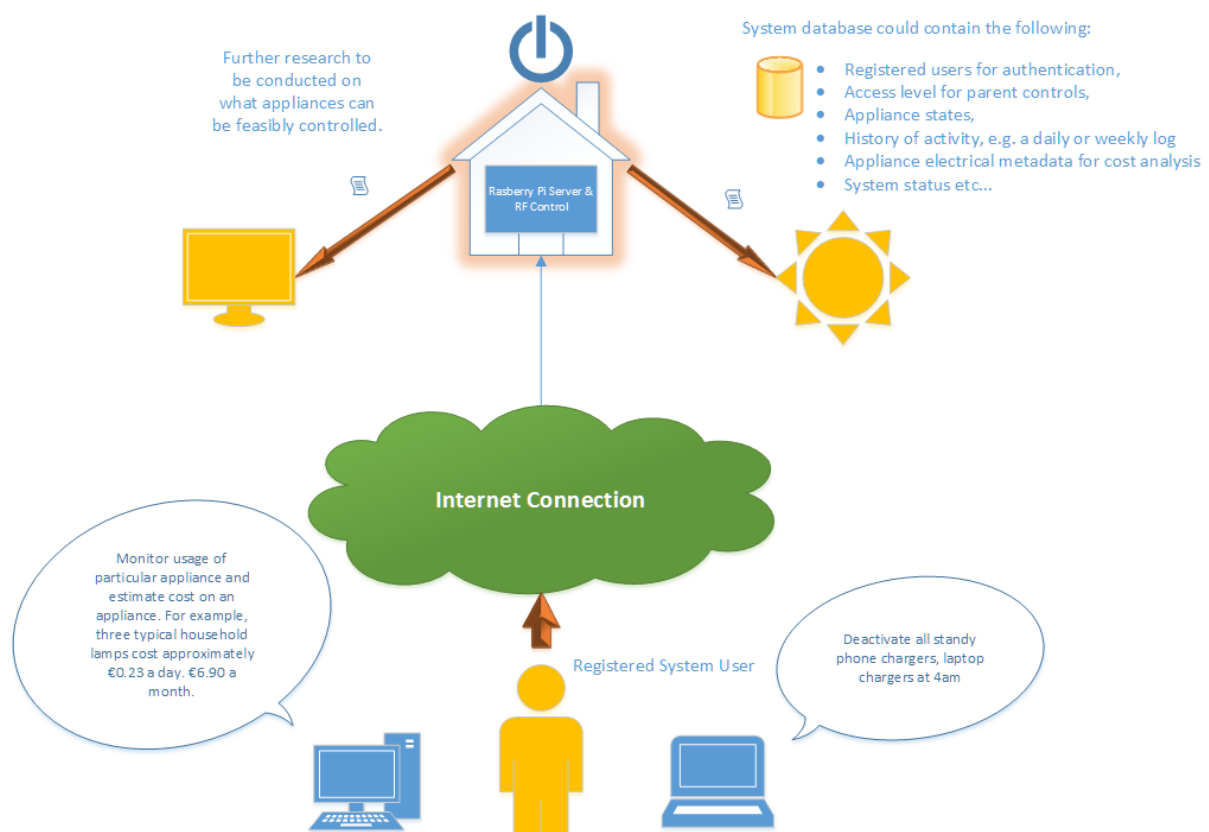 System database could contain the following:
Further research to
be conducted on
what appliances can
be feasibly controlled.
• Registered users for authentication,
• Access level for parent controls,
• Appliance states,
• History of activity, e.g. a daily or weekly log
• Appliance electrical metadata for cost analysis
• System status etc...
Rasberry Pi Server &
RF Control
Internet Connection
Monitor usage of
particular appliance and
estimate cost on an
appliance. For example,
three typical household
lamps cost approximately
€0.23 a day. €6.90 a
month.
Registered System User
Deactivate all standy
phone chargers, laptop
chargers at 4am